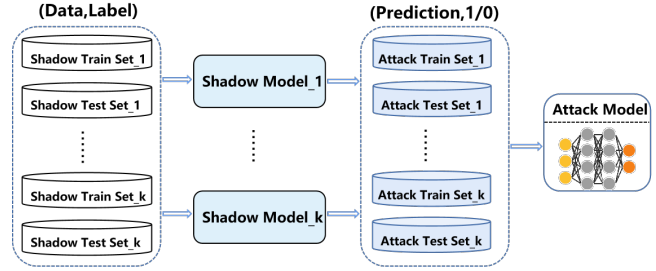 (Data,Label)
(Prediction,1/0)
Shadow Train Set_1
Shadow Test Set_1
Shadow Train Set_k
Shadow Test Set_k
Shadow Model_1
Shadow Model_k
Attack Train Set_1
Attack Test Set_1
Attack Train Set_k
Attack Test Set_k
Attack Model